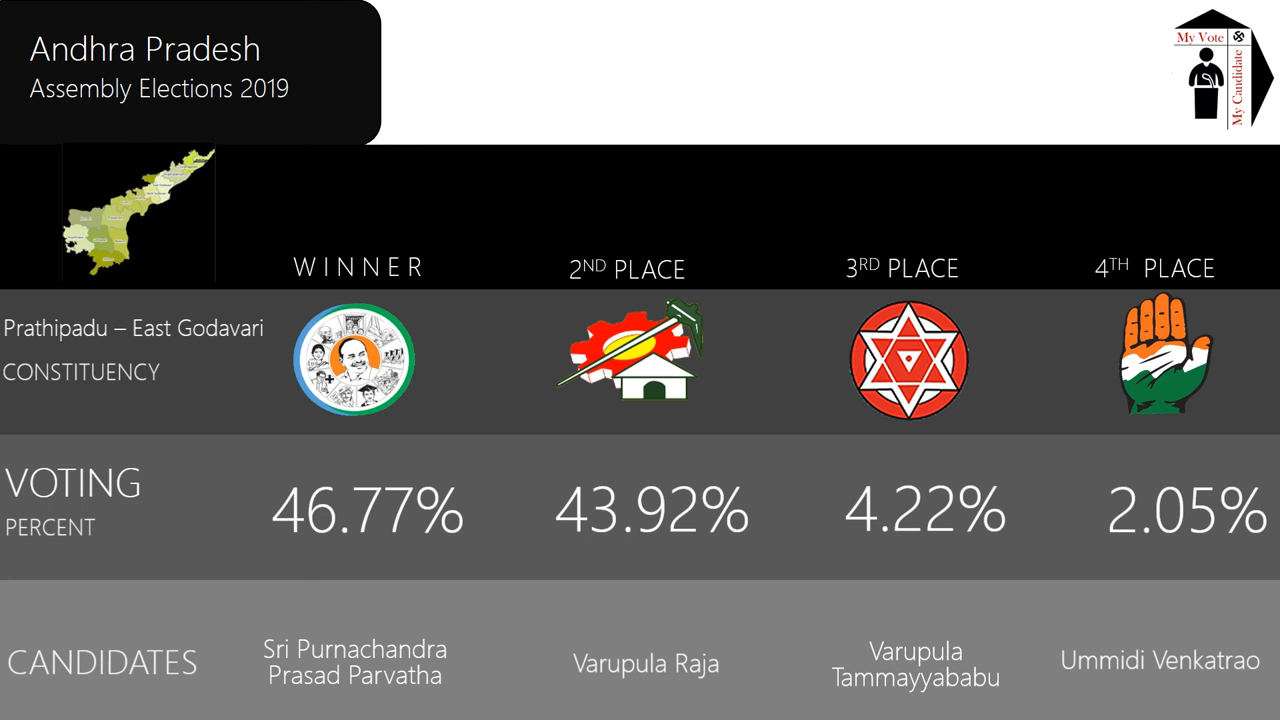 Andhra Pradesh
Assembly Elections 2019
My Vote
My Candidate
WINNER
2ND PLACE
3RD PLACE
4TH PLACE
Prathipadu – East Godavari
CONSTITUENCY
VOTING
PERCENT
46.77%
43.92%
4.22%
2.05%
CANDIDATES
Sri Purnachandra
Prasad Parvatha
Varupula Raja
Varupula
Tammayyababu
Ummidi Venkatrao